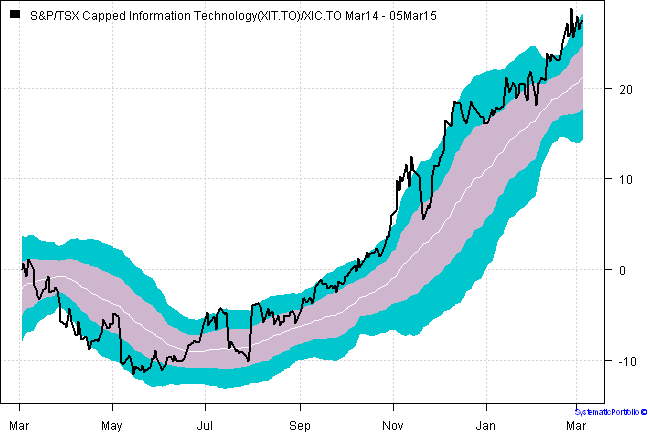 S&P/TSX Capped Information Technology(XIT.TO)/XIC.TO Mar14 - 05Mar15
20
10
0
-10
Mar May Jul Sep Nov Jan Mar
SystematicPortfolio ©